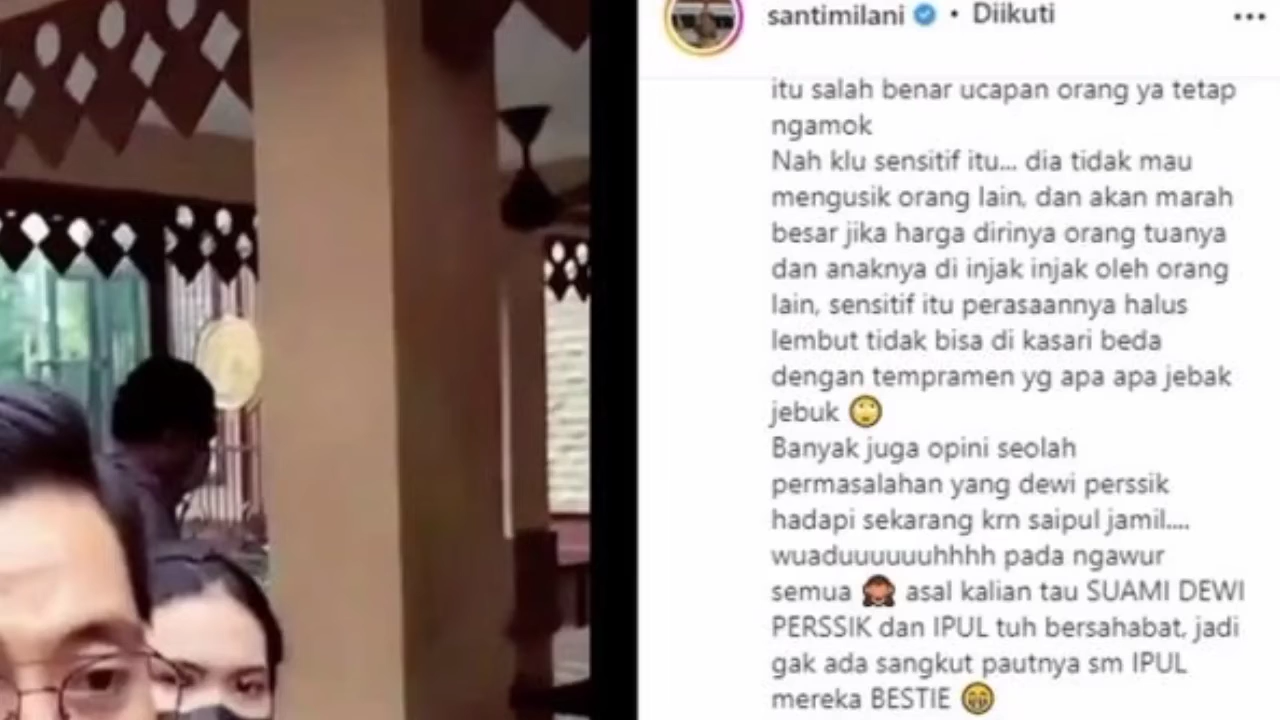 santimilani • Diikuti
itu salah benar ucapan orang ya tetap
ngamok
Nah klu sensitif itu... dia tidak mau
mengusik orang lain, dan akan marah
besar jika harga dirinya orang tuanya
dan anaknya di injak injak oleh orang
lain, sensitif itu perasaannya halus
lembut tidak bisa di kasari beda
dengan tempramen yg apa apa jebak
jebuk 🙄
Banyak juga opini seolah
permasalahan yang dewi perssik
hadapi sekarang krn saipul jamil....
wuaduuuuuuhhhh pada ngawur
semua 🙈 asal kalian tau SUAMI DEWI
PERSSIK dan IPUL tuh bersahabat, jadi
gak ada sangkut pautnya sm IPUL
mereka BESTIE 😁